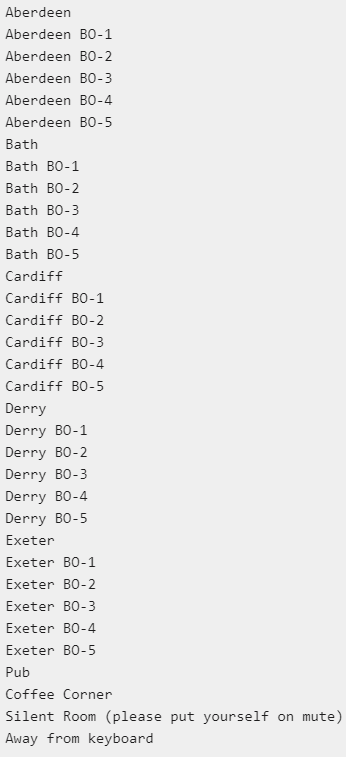 Aberdeen
Aberdeen BO-1
Aberdeen BO-2
Aberdeen BO-3
Aberdeen BO-4
Aberdeen BO-5
Bath
Bath BO-1
Bath BO-2
Bath BO-3
Bath BO-4
Bath BO-5
Cardiff
Cardiff BO-1
Cardiff BO-2
Cardiff BO-3
Cardiff BO-4
Cardiff BO-5
Derry
Derry BO-1
Derry BO-2
Derry BO-3
Derry BO-4
Derry BO-5
Exeter
Exeter BO-1
Exeter BO-2
Exeter BO-3
Exeter BO-4
Exeter BO-5
Pub
Coffee Corner
Silent Room (please put yourself on mute)
Away from keyboard